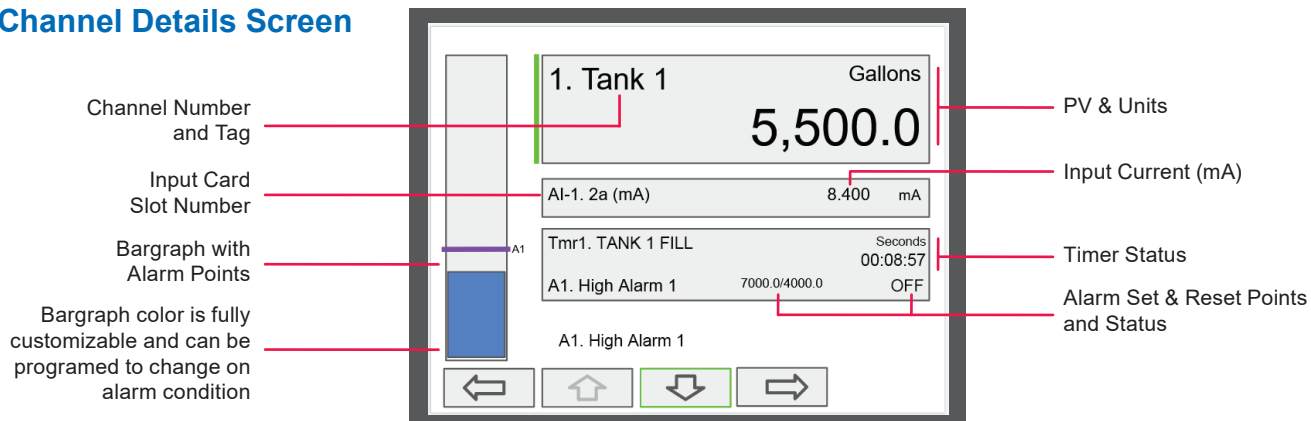 Channel Details Screen
Channel Number
and Tag
Input Card
Slot Number
Bargraph with
Alarm Points
Bargraph color is fully
customizable and can be
programed to change on
alarm condition
A1
1. Tank 1
Gallons
5,500.0
AI-1. 2a (mA)
8.400
mA
Tmr1. TANK 1 FILL
Seconds
00:08:57
A1. High Alarm 1
7000.0/4000.0
OFF
A1. High Alarm 1
PV & Units
Input Current (mA)
Timer Status
Alarm Set & Reset Points
and Status